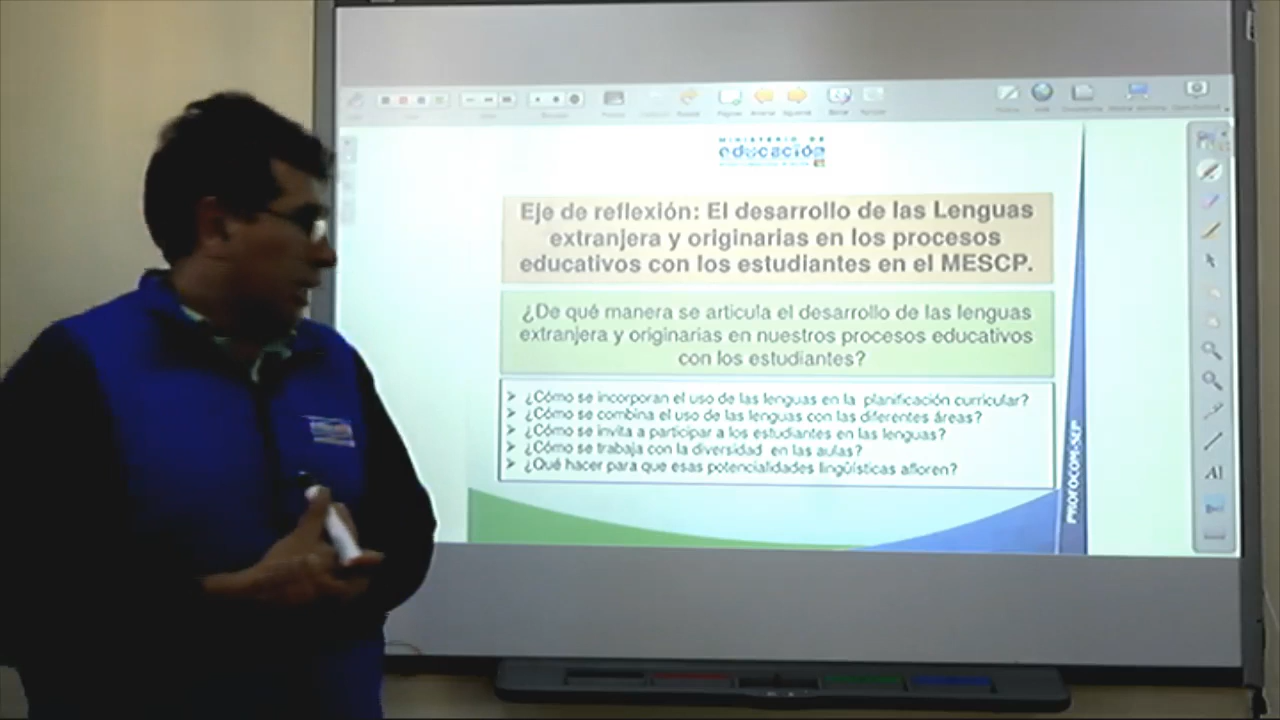 MINISTERIO DE
educación
Eje de reflexión: El desarrollo de las Lenguas
extranjera y originarias en los procesos
educativos con los estudiantes en el MESCP.
¿De qué manera se articula el desarrollo de las lenguas
extranjera y originarias en nuestros procesos educativos
con los estudiantes?
➢ ¿Cómo se incorporan el uso de las lenguas en la planificación curricular?
➢ ¿Cómo se combina el uso de las lenguas con las diferentes áreas?
➢ ¿Cómo se invita a participar a los estudiantes en las lenguas?
➢ ¿Cómo se trabaja con la diversidad en las aulas?
➢ ¿Qué hacer para que esas potencialidades lingüísticas afloren?
PROFOCOM-SEP
AI